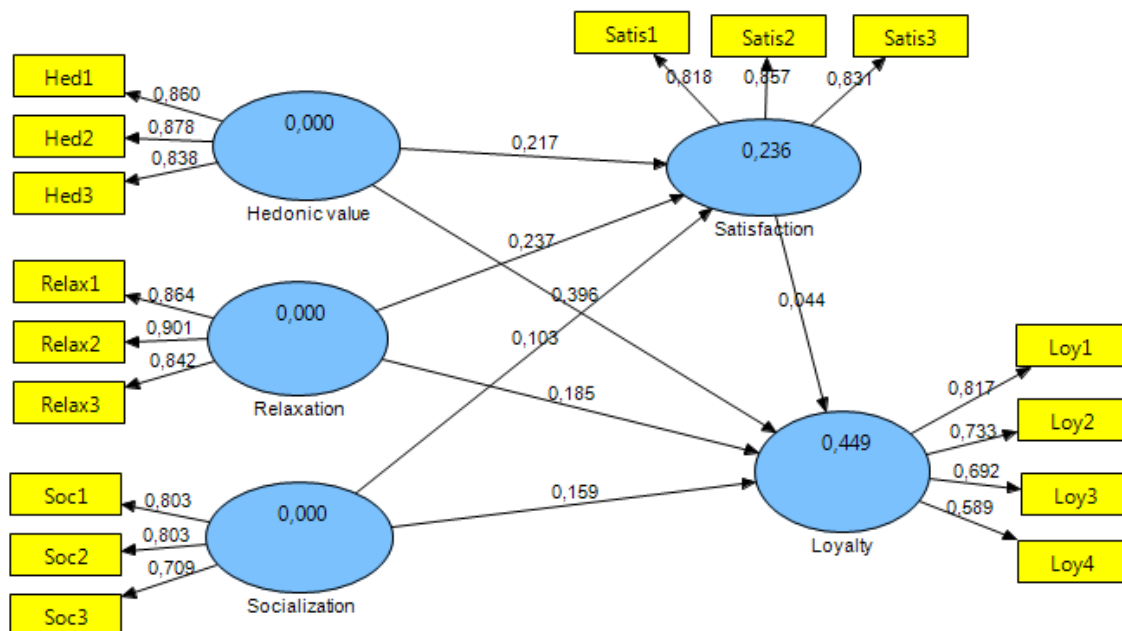 Satis1
Satis2
Satis3
0,818
0,857
0,831
Hed1
0,860
Hed2
0,878
Hed3
0,838
0,000
Hedonic value
0,217
0,236
Satisfaction
0,237
0,396
0,103
0,044
Relax1
0,864
Relax2
0,901
Relax3
0,842
0,000
Relaxation
0,185
0,449
Loyalty
Loy1
0,817
Loy2
0,733
Loy3
0,692
Loy4
0,589
Soc1
0,803
Soc2
0,803
Soc3
0,709
0,000
Socialization
0,159